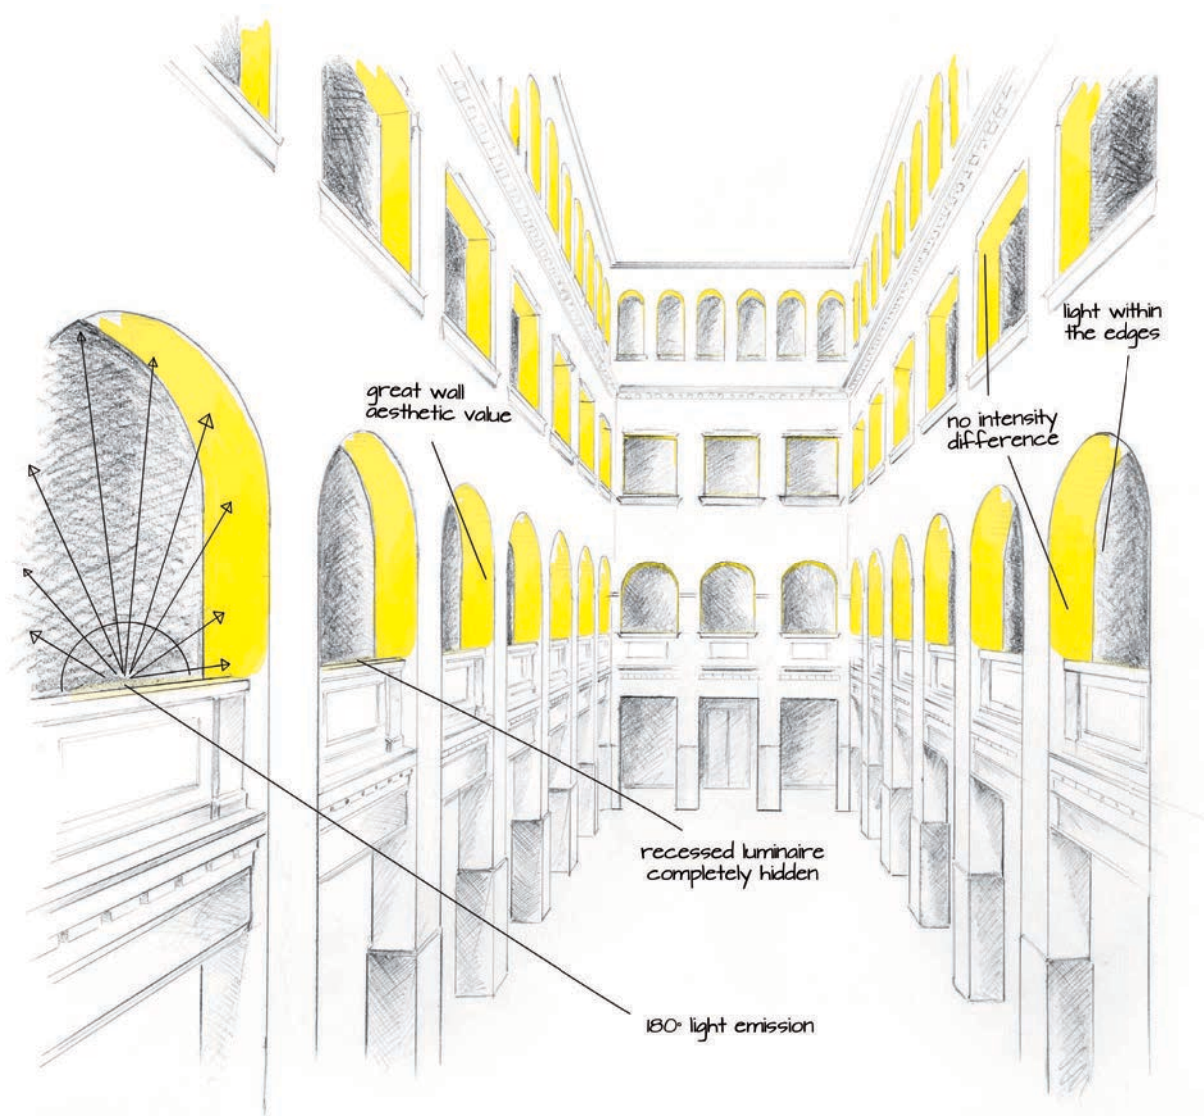 light within
the edges
great wall
aesthetic value
no intensity
difference
recessed luminaire
completely hidden
180° light emission